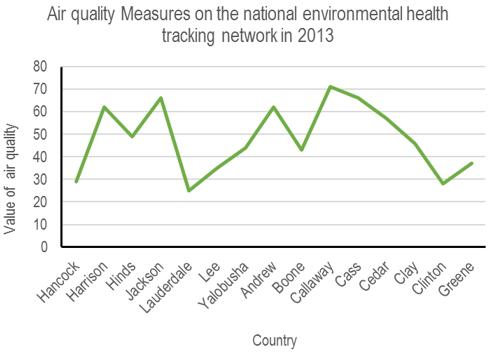 Air quality Measures on the national environmental health
tracking network in 2013
Value of air quality
80
70
60
50
40
30
20
10
0
Hancock
Harrison
Hinds
Jackson
Lauderdale
Lee
Yalobusha
Andrew
Boone
Callaway
Cass
Cedar
Clay
Clinton
Greene
Country